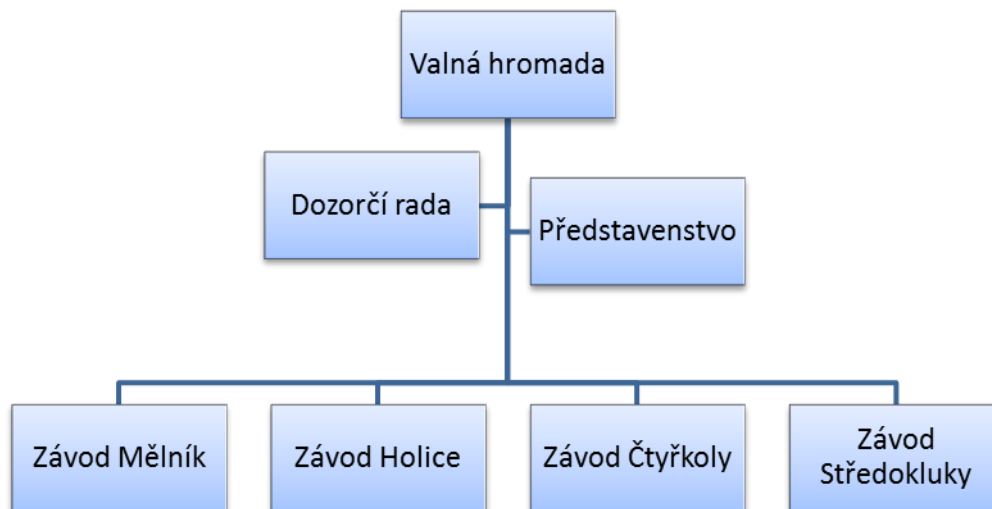 Valná hromada
Dozorčí rada
Představenstvo
Závod Mělník
Závod Holice
Závod Čtyřkoly
Závod
Středokluky